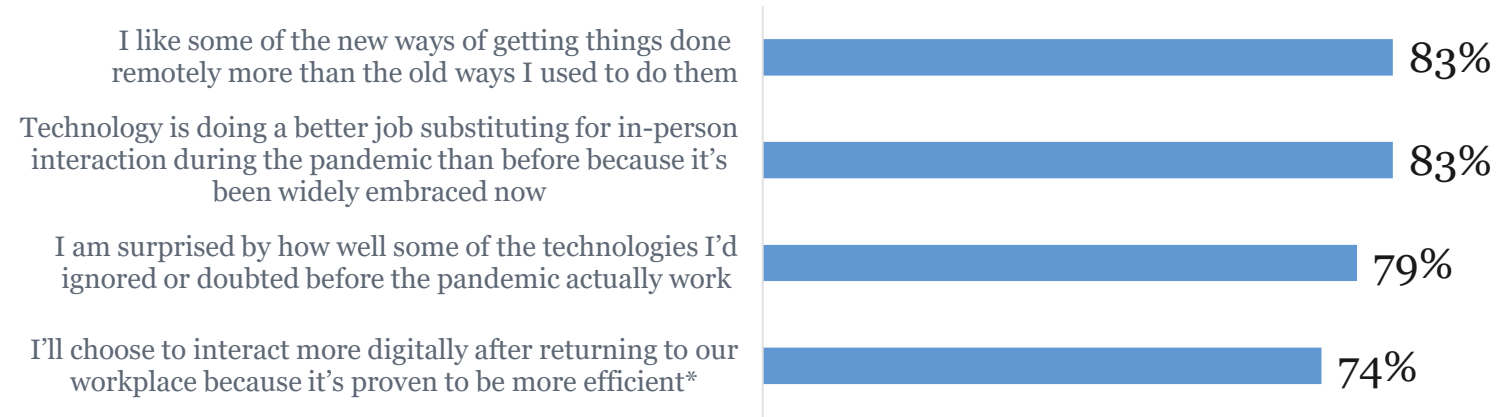 I like some of the new ways of getting things done
remotely more than the old ways I used to do them
83%
Technology is doing a better job substituting for in-person
interaction during the pandemic than before because it’s
been widely embraced now
83%
I am surprised by how well some of the technologies I’d
ignored or doubted before the pandemic actually work
79%
I’ll choose to interact more digitally after returning to our
workplace because it’s proven to be more efficient*
74%